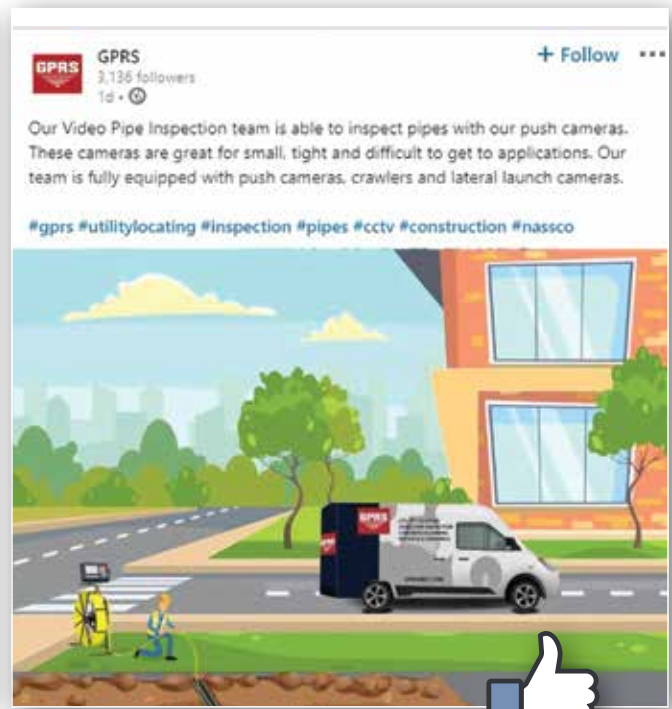 GPRS
GPRS
3,136 followers
1d •
+ Follow
Our Video Pipe Inspection team is able to inspect pipes with our push cameras.
These cameras are great for small, tight and difficult to get to applications. Our
team is fully equipped with push cameras, crawlers and lateral launch cameras.
#gprs #utilitylocating #inspection #pipes #cctv #construction #nassco
GPRS
GPRS